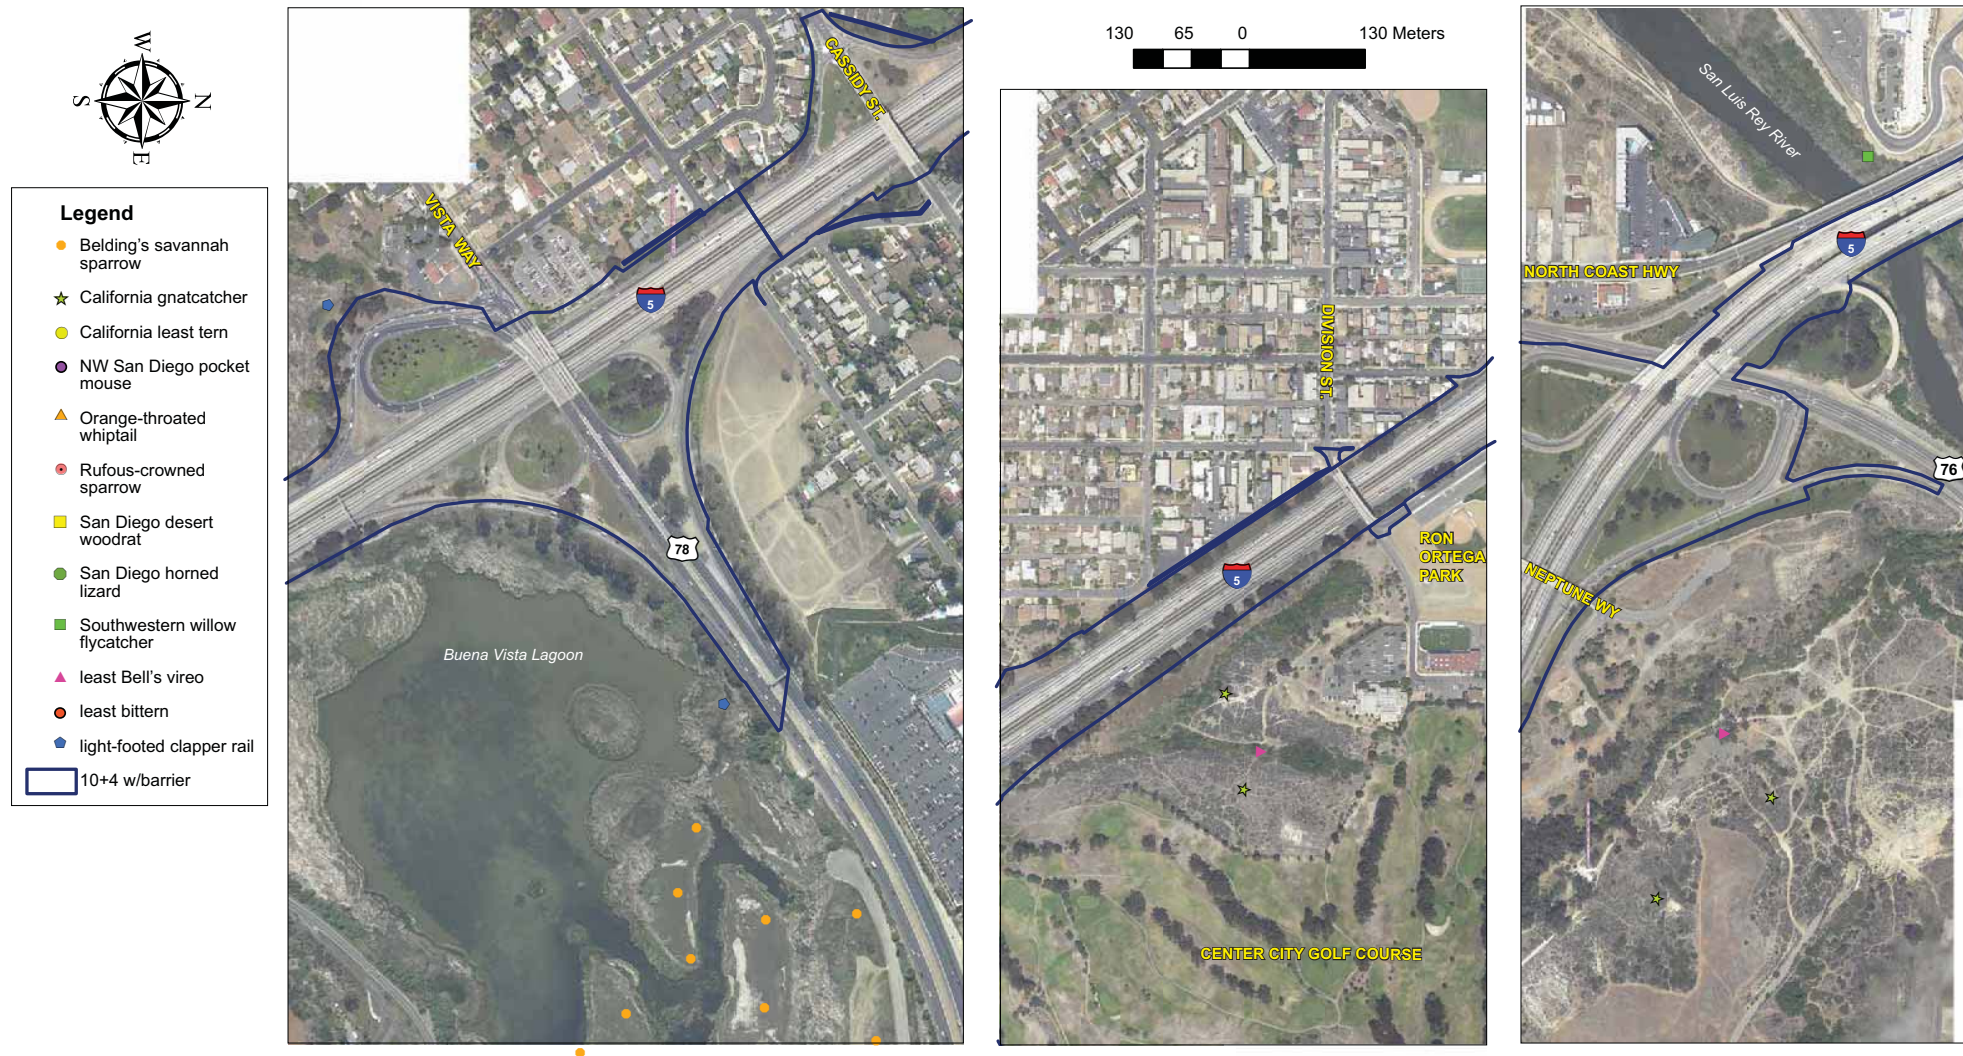 W
S
N
E
Legend
Belding's savannah
sparrow
California gnatcatcher
California least tern
NW San Diego pocket
mouse
Orange-throated
whiptail
Rufous-crowned
sparrow
San Diego desert
woodrat
San Diego horned
lizard
Southwestern willow
flycatcher
least Bell's vireo
least bittern
light-footed clapper rail
10+4 w/barrier
CASSIDY ST.
VISTA WAY
5
78
Buena Vista Lagoon
130 65 0 130 Meters
DIVISION ST.
5
RON
ORTEGA
PARK
CENTER CITY GOLF COURSE
San Luis Rey River
NORTH COAST HWY
5
76
NEPTUNE WY